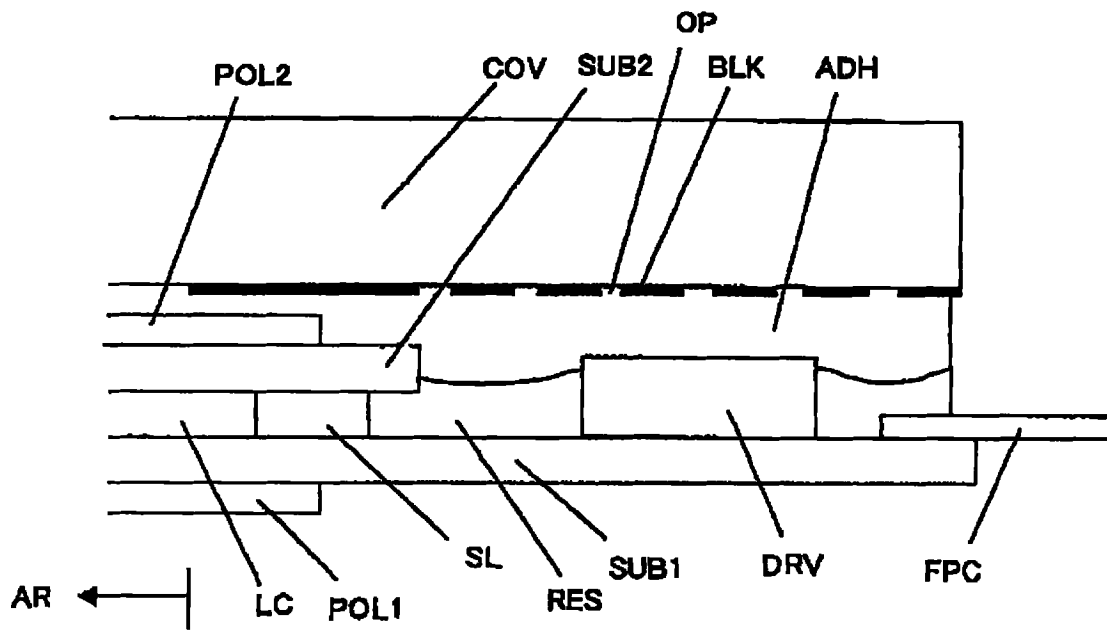 OP
POL2 COV SUB2 BLK ADH
AR LC POL1 SL RES SUB1 DRV FPC